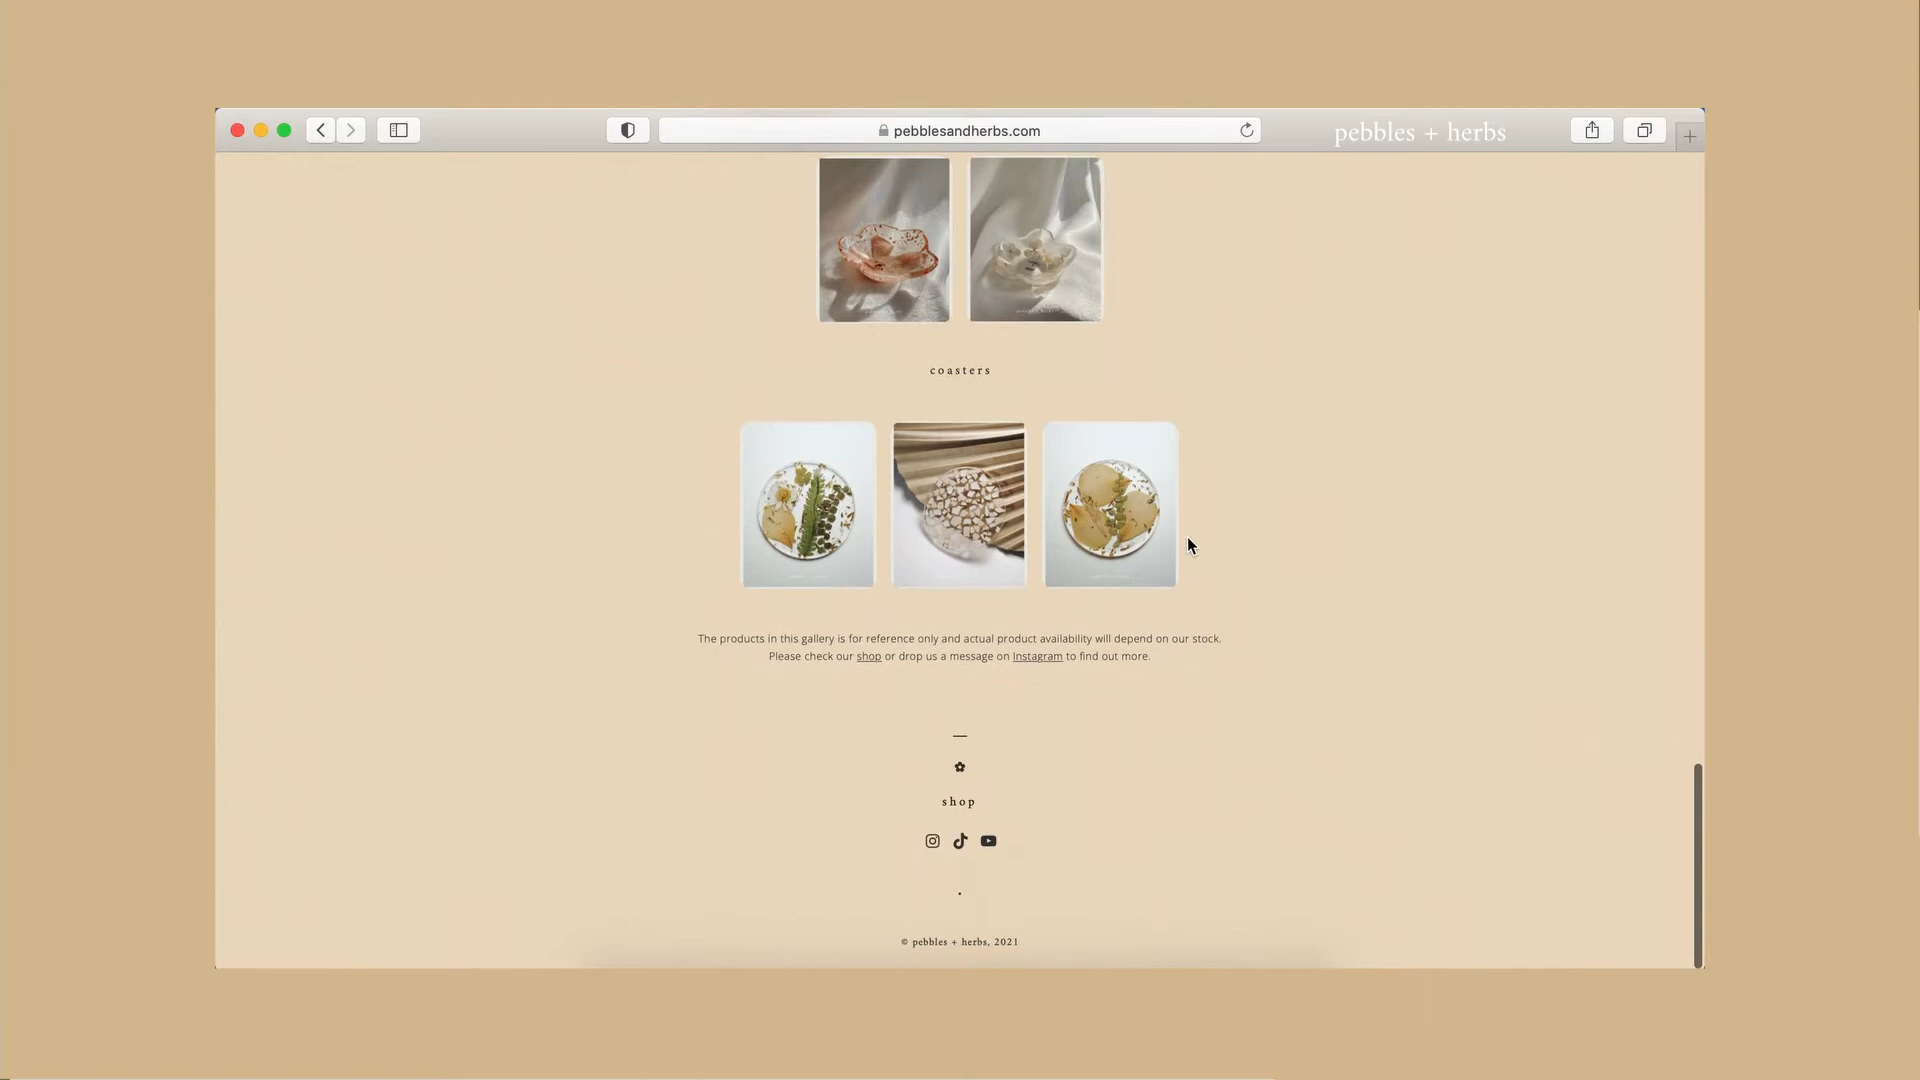 pebblesandherbs.com
pebbles + herbs
coasters
The products in this gallery is for reference only and actual product availability will depend on our stock.
Please check our shop or drop us a message on Instagram to find out more.
shop
© pebbles + herbs, 2021